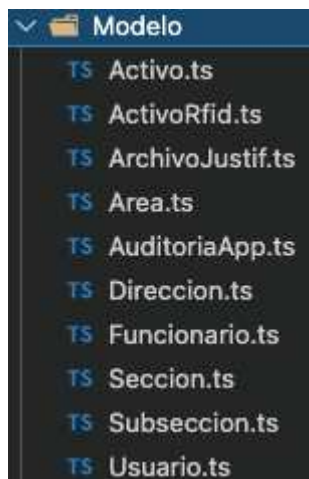 Modelo
TS Activo.ts
TS ActivoRfid.ts
TS ArchivoJustif.ts
TS Area.ts
TS AuditoriaApp.ts
TS Direccion.ts
TS Funcionario.ts
TS Seccion.ts
TS Subseccion.ts
TS Usuario.ts